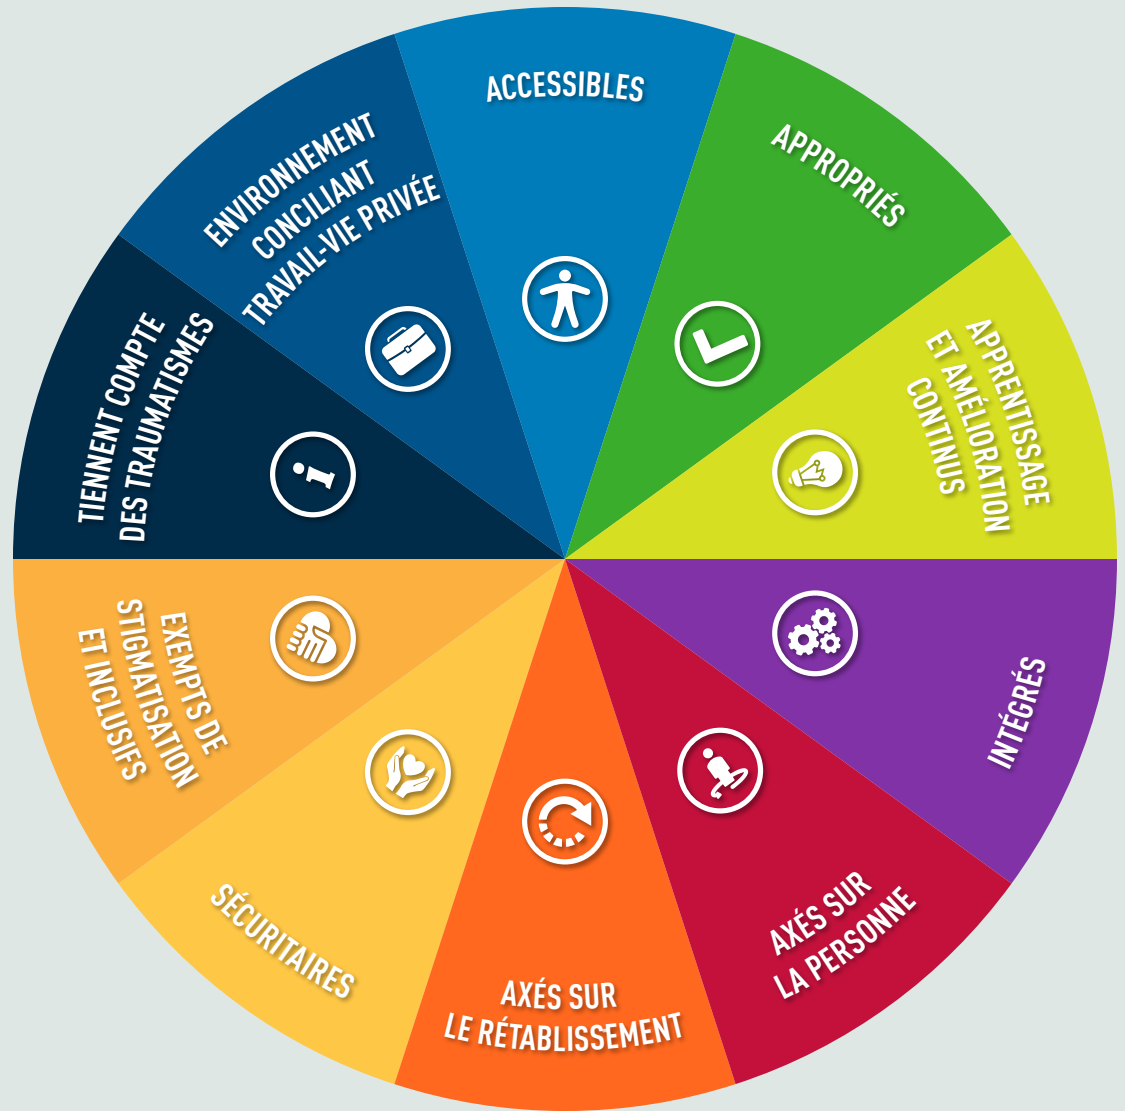 ACCESSIBLES
APPROPRIÉS
APPRENTISSAGE
ET AMÉLIORATION
CONTINUS
INTÉGRÉS
AXÉS SUR
LA PERSONNE
AXÉS SUR
LE RÉTABLISSEMENT
SÉCURITAIRES
EXEMPTS DE
STIGMATISATION
ET INCLUSIFS
TIENNENT COMPTE
DES TRAUMATISMES
ENVIRONNEMENT
CONCILIANT
TRAVAIL-VIE PRIVÉE